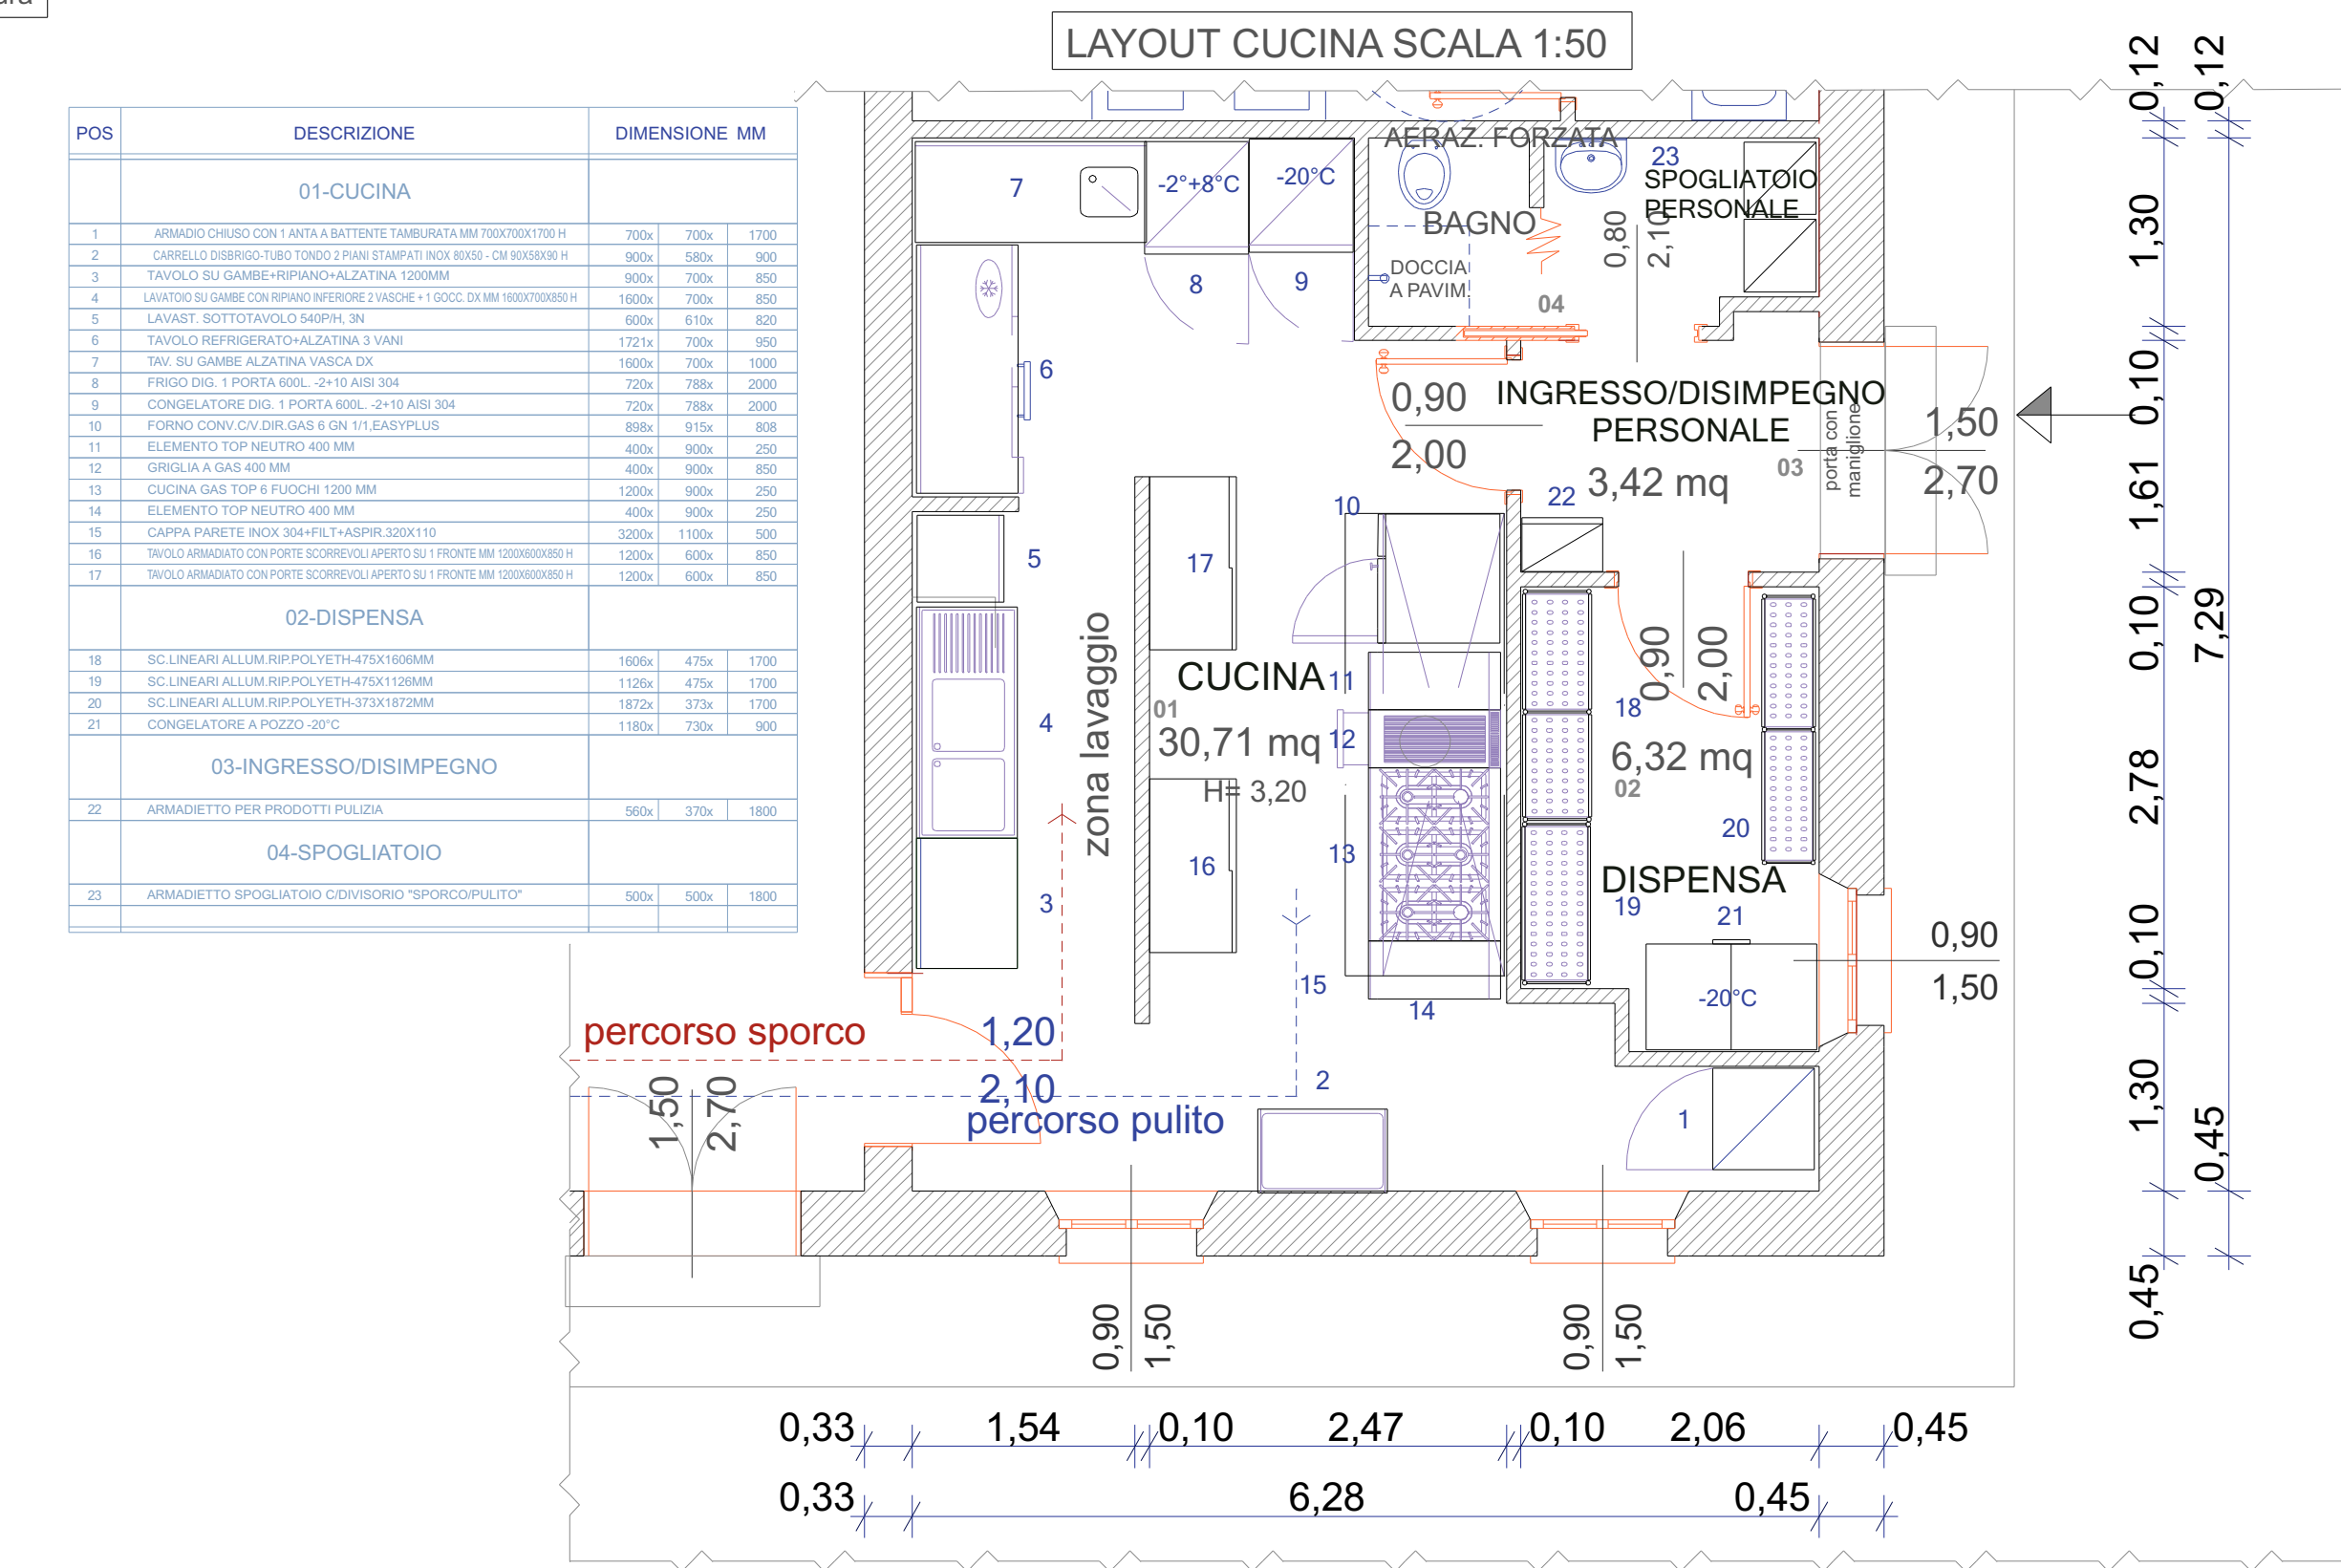 LAYOUT CUCINA SCALA 1:50
POS DESCRIZIONE DIMENSIONE MM
01-CUCINA
1 ARMADIO CHIUSO CON 1 ANTA A BATTENTE TAMBURATA MM 700X700X1700 H 700x 700x 1700
2 CARRELLO DISBRIGO-TUBO TONDO 2 PIANI STAMPATI INOX 80X50 - CM 90X58X90 H 900x 580x 900
3 TAVOLO SU GAMBE+RIPIANO+ALZATINA 1200MM 900x 700x 850
4 LAVATOIO SU GAMBE CON RIPIANO INFERIORE 2 VASCHE + 1 GOCC. DX MM 1600X700X850 H 1600x 700x 850
5 LAVAST. SOTTOTAVOLO 540P/H, 3N 600x 610x 820
6 TAVOLO REFRIGERATO+ALZATINA 3 VANI 1721x 700x 950
7 TAV. SU GAMBE ALZATINA VASCA DX 1600x 700x 1000
8 FRIGO DIG. 1 PORTA 600L. -2+10 AISI 304 720x 788x 2000
9 CONGELATORE DIG. 1 PORTA 600L. -2+10 AISI 304 720x 788x 2000
10 FORNO CONV.C/V.DIR.GAS 6 GN 1/1,EASYPLUS 898x 915x 808
11 ELEMENTO TOP NEUTRO 400 MM 400x 900x 250
12 GRIGLIA A GAS 400 MM 400x 900x 850
13 CUCINA GAS TOP 6 FUOCHI 1200 MM 1200x 900x 250
14 ELEMENTO TOP NEUTRO 400 MM 400x 900x 250
15 CAPPA PARETE INOX 304+FILT+ASPIR.320X110 3200x 1100x 500
16 TAVOLO ARMADIATO CON PORTE SCORREVOLI APERTO SU 1 FRONTE MM 1200X600X850 H 1200x 600x 850
17 TAVOLO ARMADIATO CON PORTE SCORREVOLI APERTO SU 1 FRONTE MM 1200X600X850 H 1200x 600x 850
02-DISPENSA
18 SC.LINEARI ALLUM.RIP.POLYETH-475X1606MM 1606x 475x 1700
19 SC.LINEARI ALLUM.RIP.POLYETH-475X1126MM 1126x 475x 1700
20 SC.LINEARI ALLUM.RIP.POLYETH-373X1872MM 1872x 373x 1700
21 CONGELATORE A POZZO -20°C 1180x 730x 900
03-INGRESSO/DISIMPEGNO
22 ARMADIETTO PER PRODOTTI PULIZIA 560x 370x 1800
04-SPOGLIATOIO
23 ARMADIETTO SPOGLIATOIO C/DIVISORIO "SPORCO/PULITO" 500x 500x 1800
AERAZ. FORZATA
7
-2°+8°C
-20°C
23
SPOGLIATOIO
PERSONALE
BAGNO
0,80
2,10
DOCCIA
A PAVIM.
04
8
9
6
0,90
2,00
INGRESSO/DISIMPEGNO
PERSONALE
3,42 mq
03
porta con
maniglione
1,50
2,70
22
10
5
17
zona lavaggio
CUCINA
01
30,71 mq
H= 3,20
11
12
13
4
16
3
15
14
0,90
2,00
18
6,32 mq
02
20
DISPENSA
19
21
-20°C
0,90
1,50
percorso sporco
1,20
2,10
percorso pulito
2
1
1,50
2,70
0,90
1,50
0,90
1,50
0,33 1,54 0,10 2,47 0,10 2,06 0,45
0,33 6,28 0,45
0,12
1,30
0,10
1,61
0,10
2,78
0,10
1,30
0,45
0,12
7,29
0,45